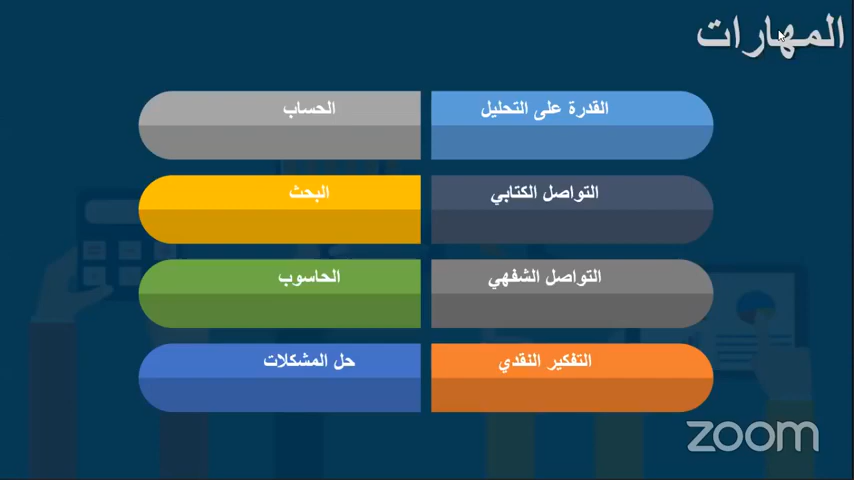 المهارات
القدرة على التحليل
الحساب
التواصل الكتابي
البحث
التواصل الشفهي
الحاسوب
التفكير النقدي
حل المشكلات
zoom